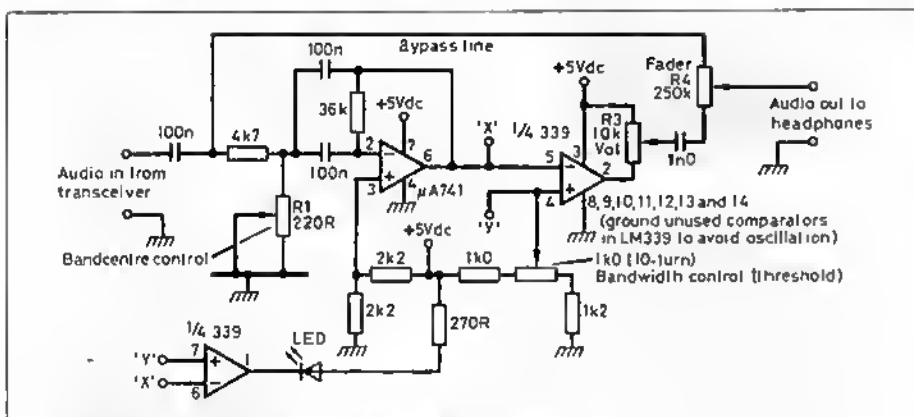 100n
Bypass line
+5Vdc
Fader
R4
250k
36k
+5Vdc
R3
10k
Vol
Audio out to
headphones
100n
4k7
2
7
'X'
1/4 339
3
5
6
2
1n0
Audio in from
transceiver
100n
3
4
µA741
4
'Y'
8,9,10,11,12,13 and 14
(ground unused comparators
in LM339 to avoid oscillation)
R1
220R
+5Vdc
Bandcentre control
2k2
1k0
1k0 (10-turn)
Bandwidth control (threshold)
2k2
270R
1k2
1/4 339
LED
'Y'
7
1
'X'
6